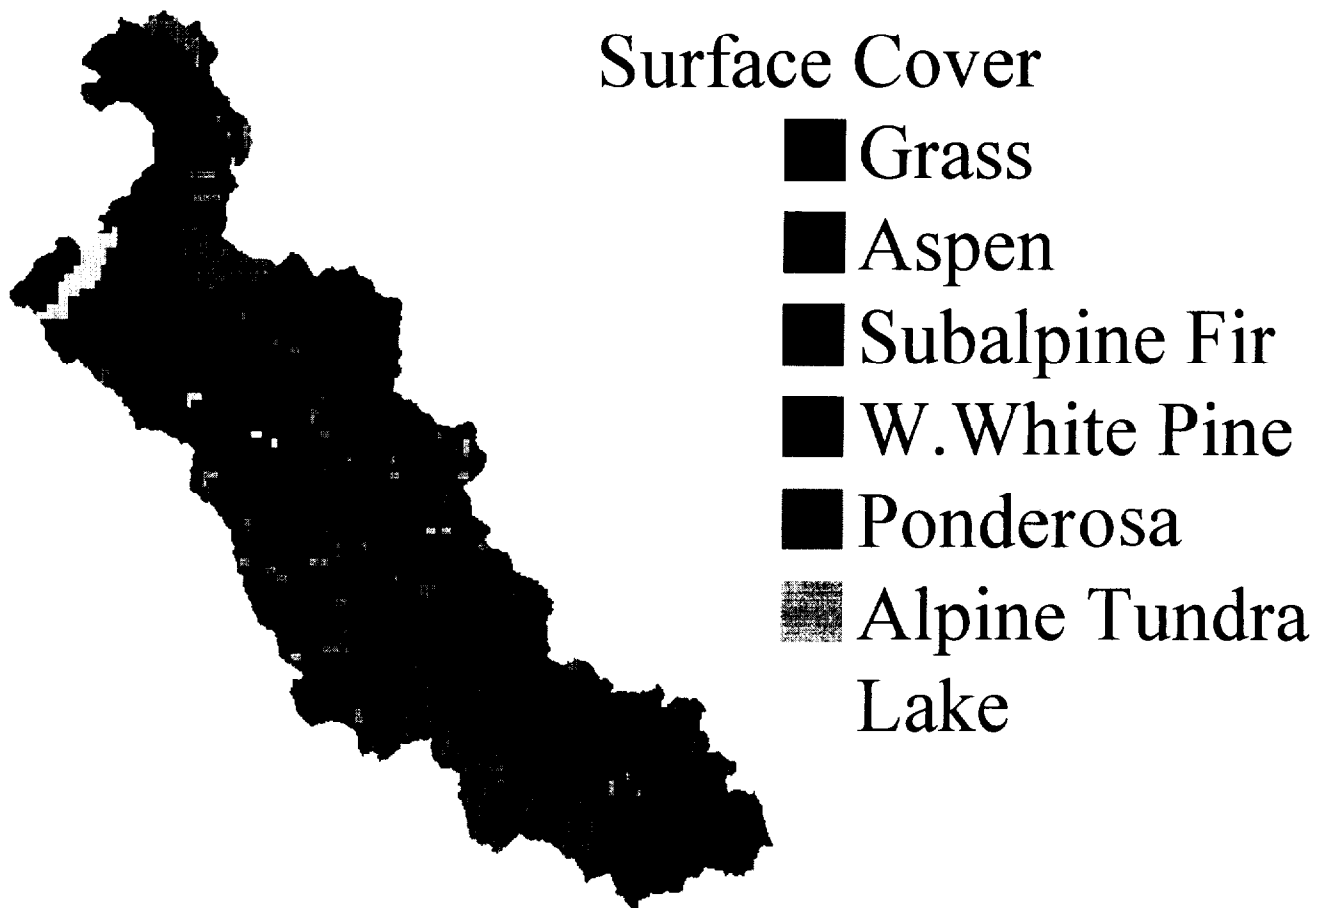 Surface Cover
Grass
Aspen
Subalpine Fir
W.White Pine
Ponderosa
Alpine Tundra
Lake